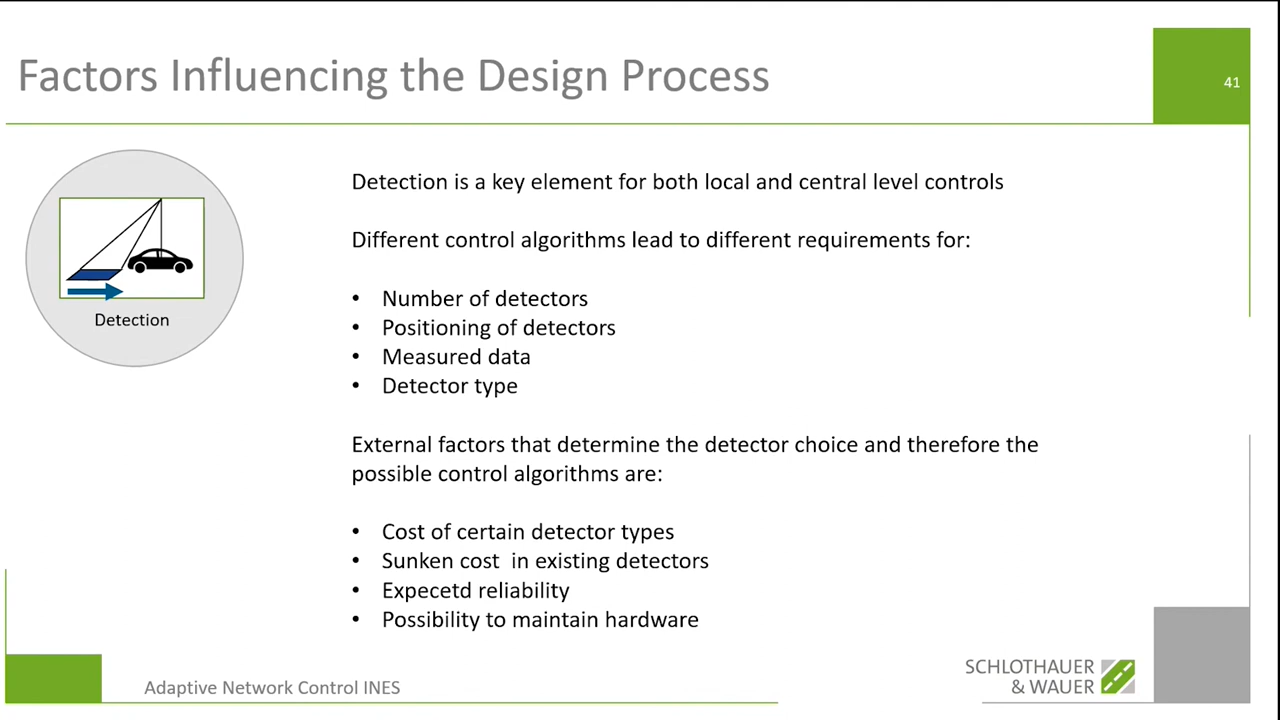 Factors Influencing the Design Process
41
Detection
Detection is a key element for both local and central level controls
Different control algorithms lead to different requirements for:
• Number of detectors
• Positioning of detectors
• Measured data
• Detector type
External factors that determine the detector choice and therefore the
possible control algorithms are:
• Cost of certain detector types
• Sunken cost  in existing detectors
• Expecetd reliability
• Possibility to maintain hardware
Adaptive Network Control INES
SCHLOTHAUER
& WAUER